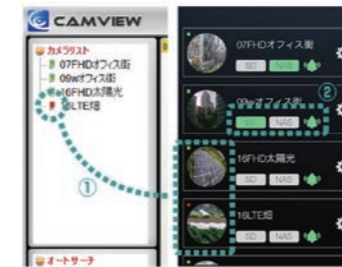 CAMVIEW
カメラリスト
07FHDオフィス街
09wオフィス街
16FHD太陽光
16LTE畑
①
オートサーチ
07FHDオフィス街
SD NAS
09wオフィス街
②
SD NAS
16FHD太陽光
SD NAS
16LTE畑
SD NAS